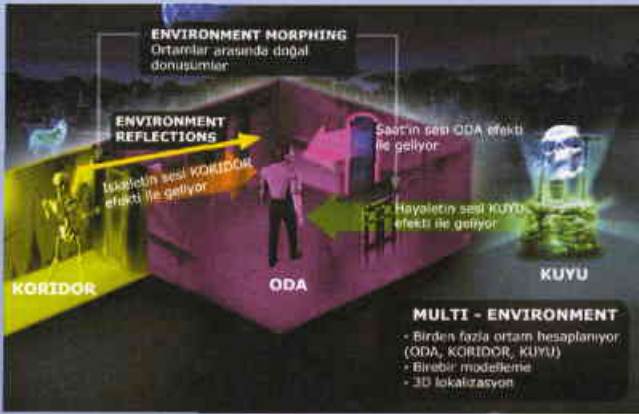 ENVIRONMENT MORPHING
Ortamlar arasında doğal
donuşumler
ENVIRONMENT
REFLECTIONS
Saat'in sesi ODA efekti
ile geliyor
İskeletin sesi KORIDOR
efekti ile geliyor
Hayaletin sesi KUYU
efekti ile geliyor
KORIDOR
ODA
KUYU
MULTI - ENVIRONMENT
- Birden fazla ortam hesaplanıyor
(ODA, KORIDOR, KUYU)
- Birebir modelleme
- 3D lokalizasyon